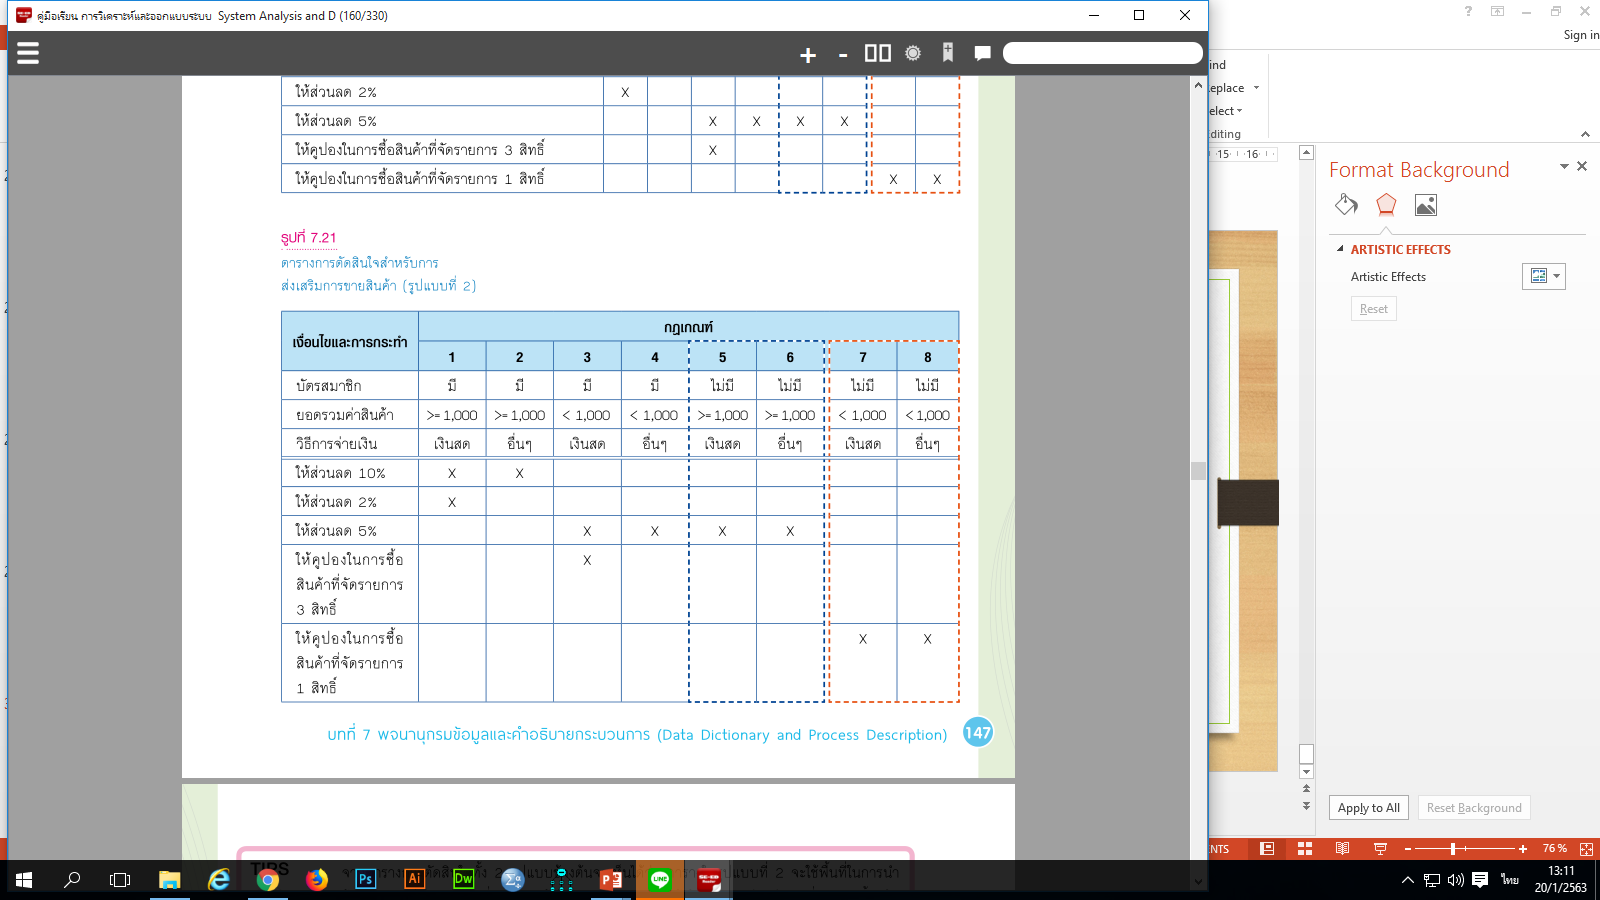 คู่มือเรียน การวิเคราะห์และออกแบบระบบ System Analysis and D (160/330)
Sign in
ให้ส่วนลด 2% X
ให้ส่วนลด 5% X X X X
ให้คูปองในการซื้อสินค้าที่จัดรายการ 3 สิทธิ์ X
ให้คูปองในการซื้อสินค้าที่จัดรายการ 1 สิทธิ์ X X
รูปที่ 7.21
ตารางการตัดสินใจสำหรับการ
ส่งเสริมการขายสินค้า (รูปแบบที่ 2)
เงื่อนไขและการกระทำ กฎเกณฑ์
1 2 3 4 5 6 7 8
บัตรสมาชิก มี มี มี มี ไม่มี ไม่มี ไม่มี ไม่มี
ยอดรวมค่าสินค้า >= 1,000 >= 1,000 < 1,000 < 1,000 >= 1,000 >= 1,000 < 1,000 < 1,000
วิธีการจ่ายเงิน เงินสด อื่นๆ เงินสด อื่นๆ เงินสด อื่นๆ เงินสด อื่นๆ
ให้ส่วนลด 10% X X
ให้ส่วนลด 2% X
ให้ส่วนลด 5% X X X X
ให้คูปองในการซื้อ X
สินค้าที่จัดรายการ
3 สิทธิ์
ให้คูปองในการซื้อ X X
สินค้าที่จัดรายการ
1 สิทธิ์
บทที่ 7 พจนานุกรมข้อมูลและคำอธิบายกระบวนการ (Data Dictionary and Process Description) 147
ind
eplace
elect
diting
15 16
Format Background
ARTISTIC EFFECTS
Artistic Effects
Reset
Apply to All Reset Background
NTS 76 %
TIPS
Ps Ai Dw LINE
ไทย
13:11
20/1/2563